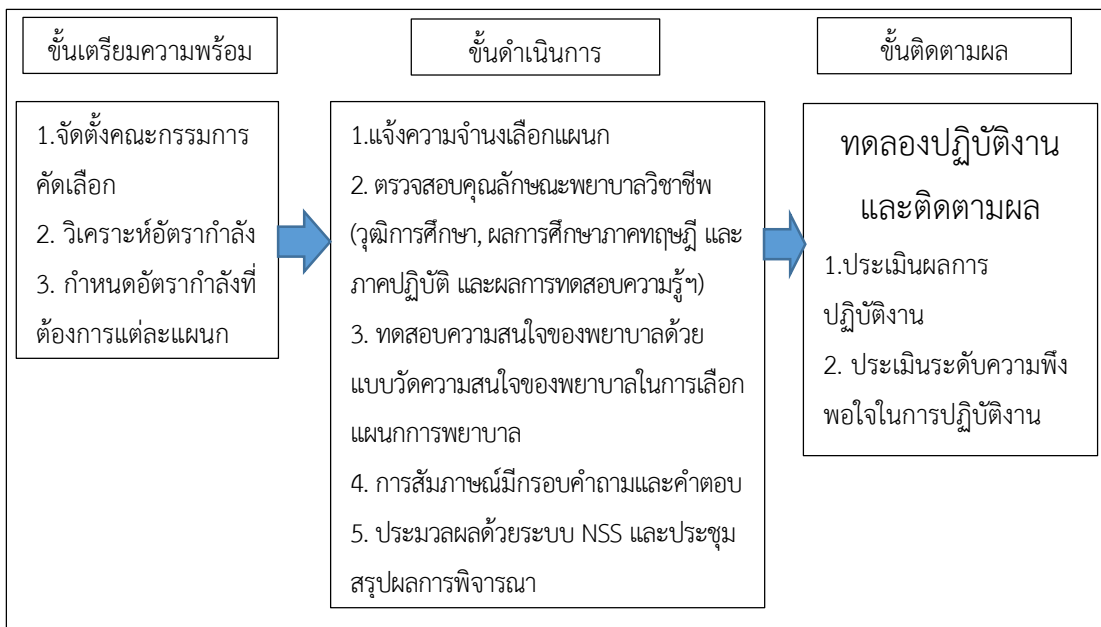 ขั้นเตรียมความพร้อม
1.จัดตั้งคณะกรรมการ
คัดเลือก
2. วิเคราะห์อัตรากำลัง
3. กำหนดอัตรากำลังที่
ต้องการแต่ละแผนก
ขั้นดำเนินการ
1.แจ้งความจำนงเลือกแผนก
2. ตรวจสอบคุณลักษณะพยาบาลวิชาชีพ
(วุฒิการศึกษา, ผลการศึกษาภาคทฤษฎี และ
ภาคปฏิบัติ และผลการทดสอบความรู้ฯ)
3. ทดสอบความสนใจของพยาบาลด้วย
แบบวัดความสนใจของพยาบาลในการเลือก
แผนกการพยาบาล
4. การสัมภาษณ์มีกรอบคำถามและคำตอบ
5. ประมวลผลด้วยระบบ NSS และประชุม
สรุปผลการพิจารณา
ขั้นติดตามผล
ทดลองปฏิบัติงาน
และติดตามผล
1.ประเมินผลการ
ปฏิบัติงาน
2. ประเมินระดับความพึง
พอใจในการปฏิบัติงาน